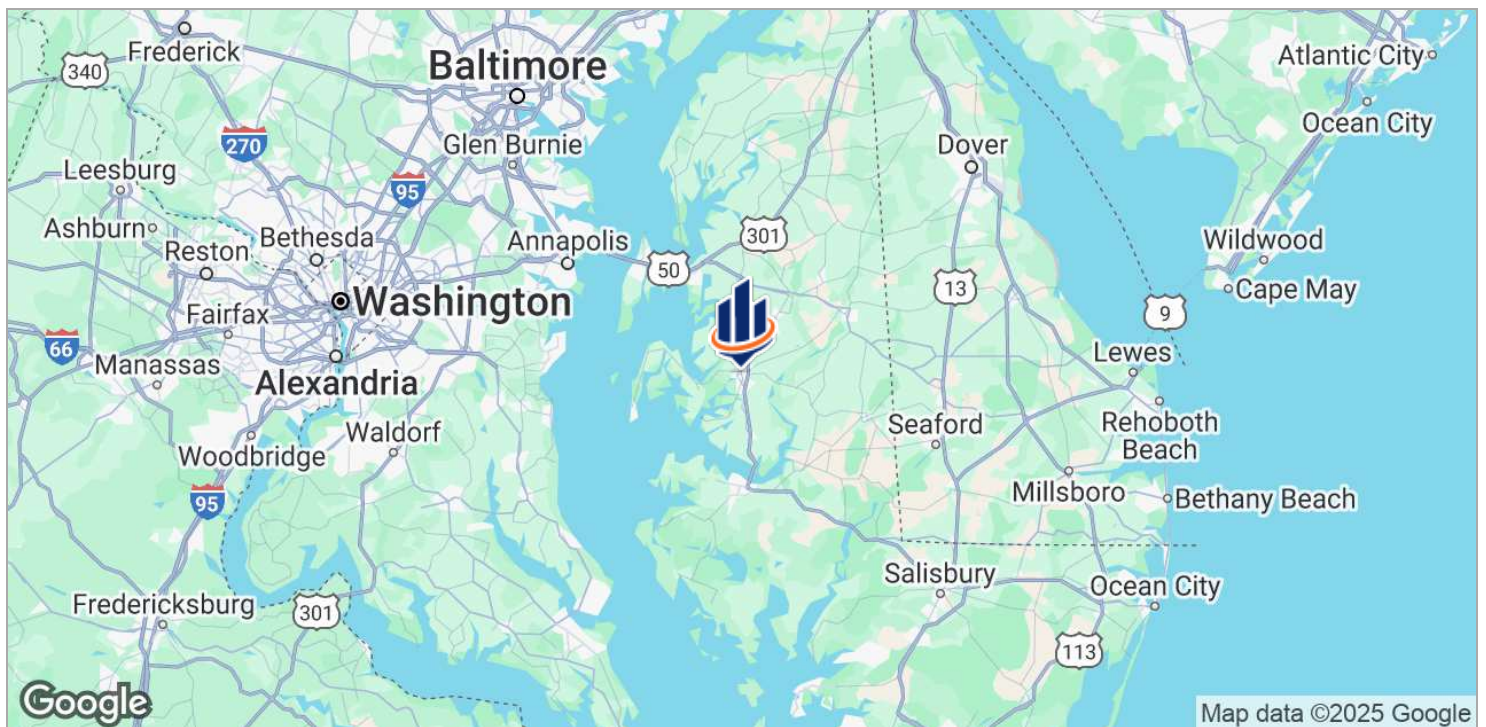 Frederick
340
Baltimore
Atlantic City
Ocean City
270
Glen Burnie
Dover
Leesburg
95
Ashburn
Bethesda
Reston
Annapolis
301
50
Wildwood
Washington
13
Cape May
Fairfax
9
66
Manassas
Lewes
Alexandria
Seaford
Rehoboth
Beach
Waldorf
Woodbridge
95
Millsboro
Bethany Beach
Salisbury
Ocean City
Fredericksburg
301
113
Google
Map data ©2025 Google